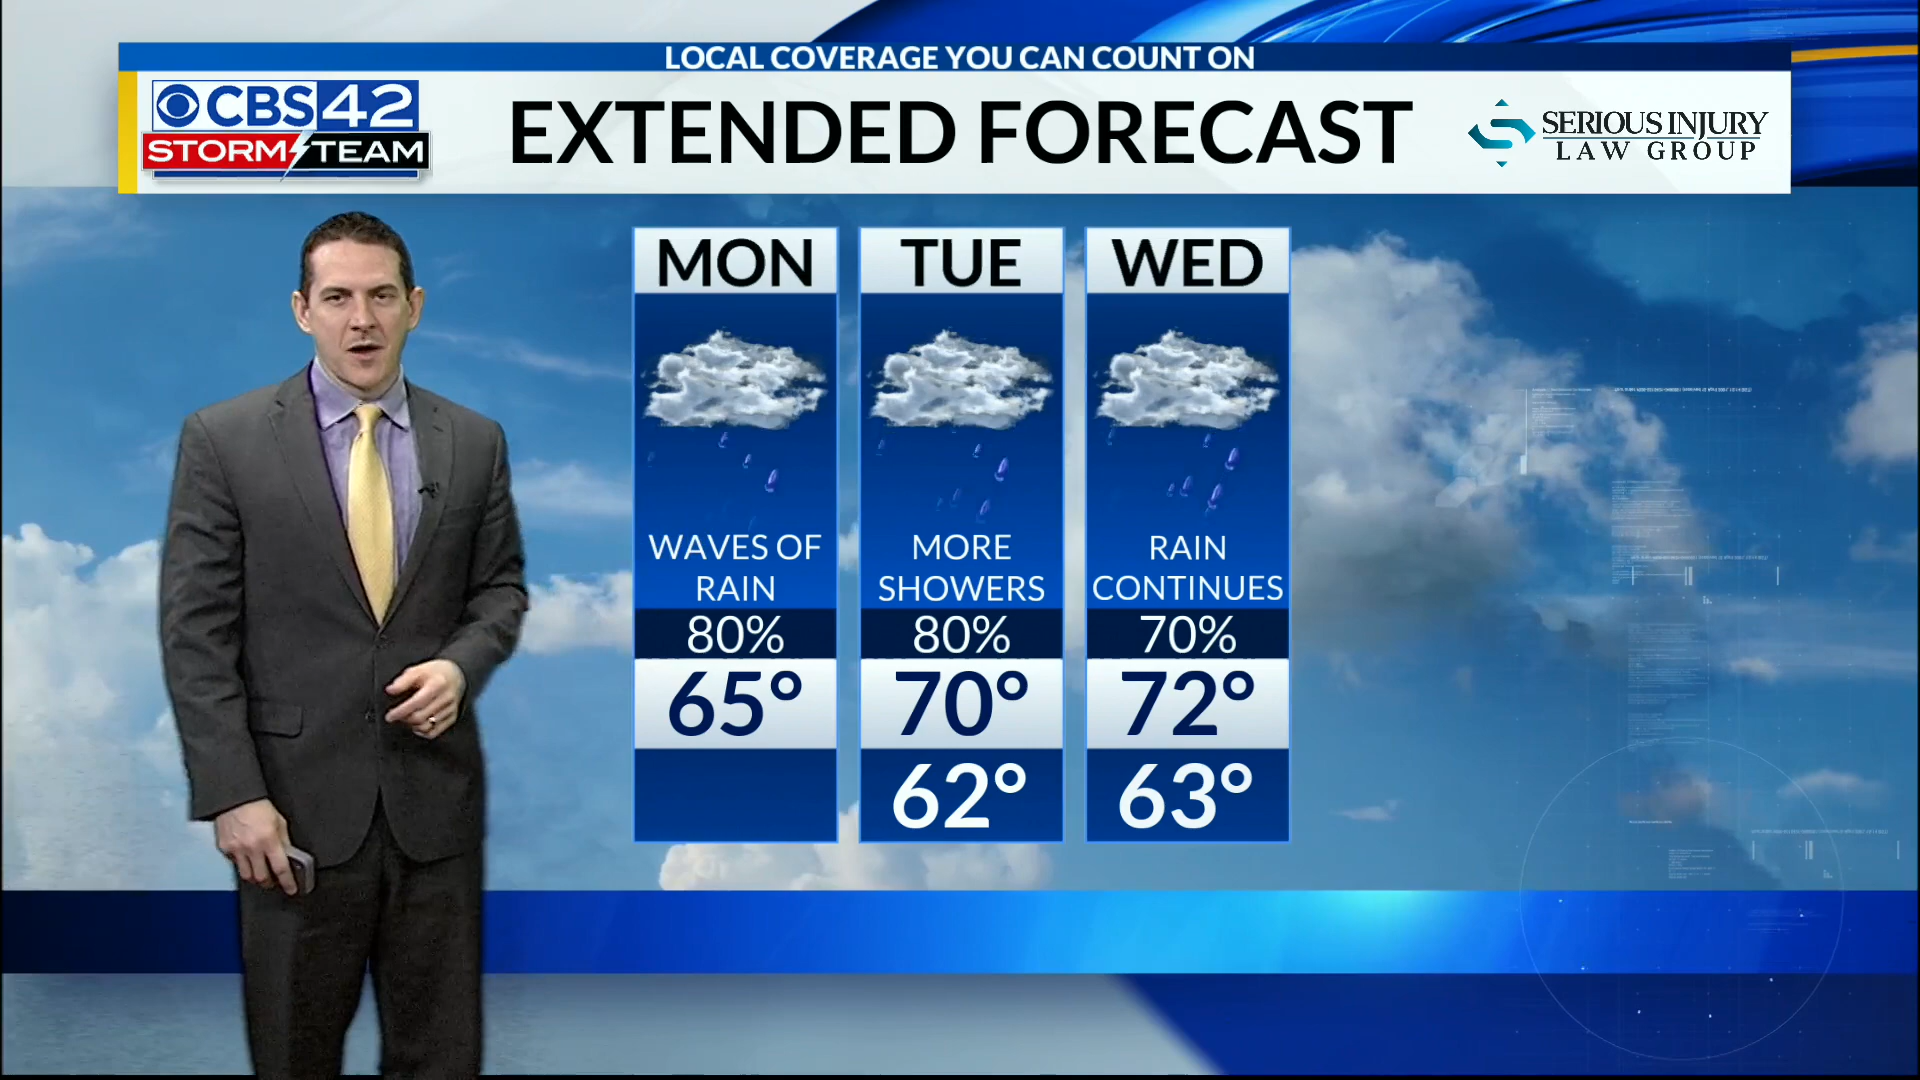 LOCAL COVERAGE YOU CAN COUNT ON
CBS 42
STORM TEAM
EXTENDED FORECAST
SERIOUS INJURY
LAW GROUP
MON
WAVES OF
RAIN
80%
65°
TUE
MORE
SHOWERS
80%
70°
62°
WED
RAIN
CONTINUES
70%
72°
63°